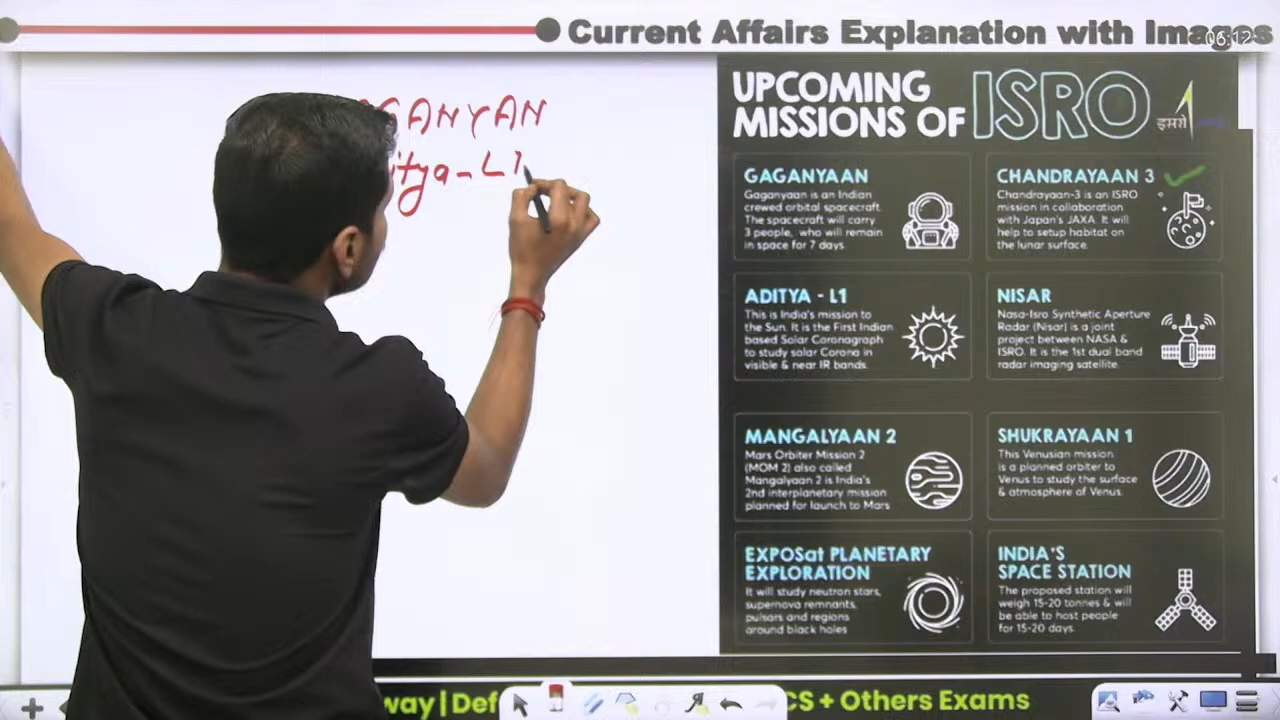 Current Affairs Explanation with Images
06:12
GANYAN
itya-L1
UPCOMING
MISSIONS OF ISRO
इसरो
GAGANYAAN
Gaganyaan is an Indian
crewed orbital spacecraft.
The spacecraft will carry
3 people, who will remain
in space for 7 days.
CHANDRAYAAN 3
Chandrayaan-3 is an ISRO
mission in collaboration
with Japan's JAXA. It will
help to setup habitat on
the lunar surface.
ADITYA - L1
This is India's mission to
the Sun. It is the First Indian
based Solar Coronagraph
to study solar Corona in
visible & near IR bands.
NISAR
Nasa-Isro Synthetic Aperture
Radar (Nisar) is a joint
project between NASA &
ISRO. It is the 1st dual band
radar imaging satellite.
MANGALYAAN 2
Mars Orbiter Mission 2
(MOM 2) also called
Mangalyaan 2 is India's
2nd interplanetary mission
planned for launch to Mars
SHUKRAYAAN 1
This Venusian mission
is a planned orbiter to
Venus to study the surface
& atmosphere of Venus.
EXPOSat PLANETARY
EXPLORATION
It will study neutron stars,
supernova remnants,
pulsars and regions
around black holes
INDIA'S
SPACE STATION
The proposed station will
weigh 15-20 tonnes & will
be able to host people
for 15-20 days.
way | Def CS + Others Exams